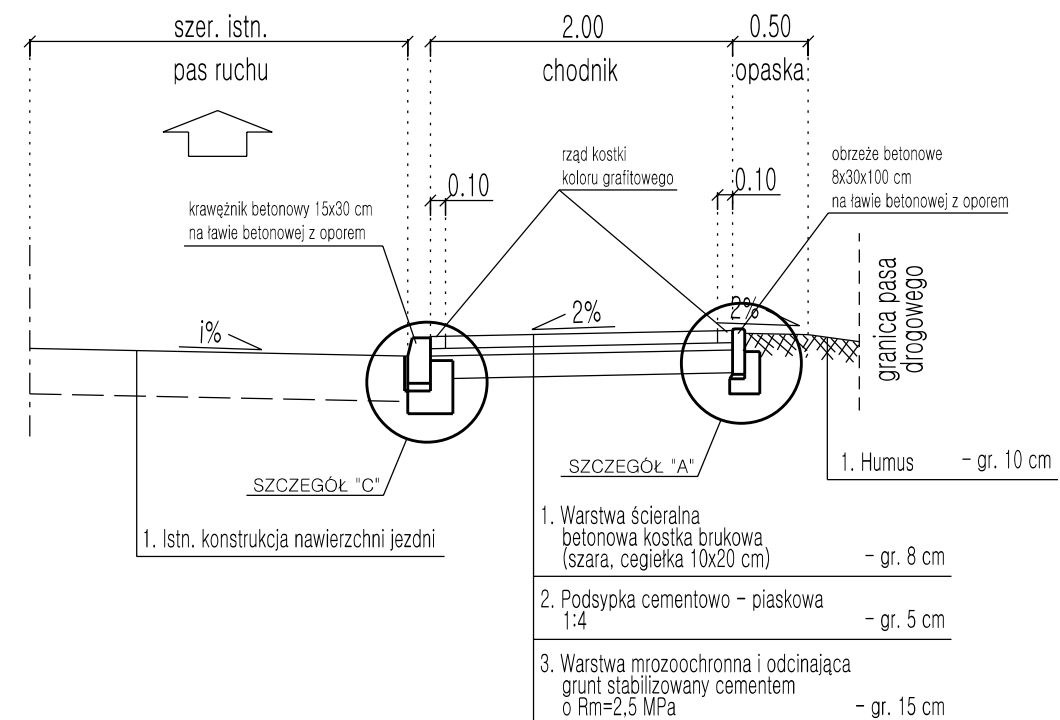 szer. istn.
2.00
0.50
pas ruchu
chodnik
opaska
rząd kostki
koloru grafitowego
obrzeże betonowe
8x30x100 cm
na ławie betonowej z oporem
0.10
0.10
krawężnik betonowy 15x30 cm
na ławie betonowej z oporem
granica pasa
drogowego
i%
2%
2%
SZCZEGÓŁ "C"
SZCZEGÓŁ "A"
1. Humus - gr. 10 cm
1. Istn. konstrukcja nawierzchni jezdni
1. Warstwa ścieralna
betonowa kostka brukowa
(szara, cegiełka 10x20 cm) - gr. 8 cm
2. Podsypka cementowo - piaskowa
1:4 - gr. 5 cm
3. Warstwa mrozoochronna i odcinająca
grunt stabilizowany cementem
o Rm=2,5 MPa - gr. 15 cm